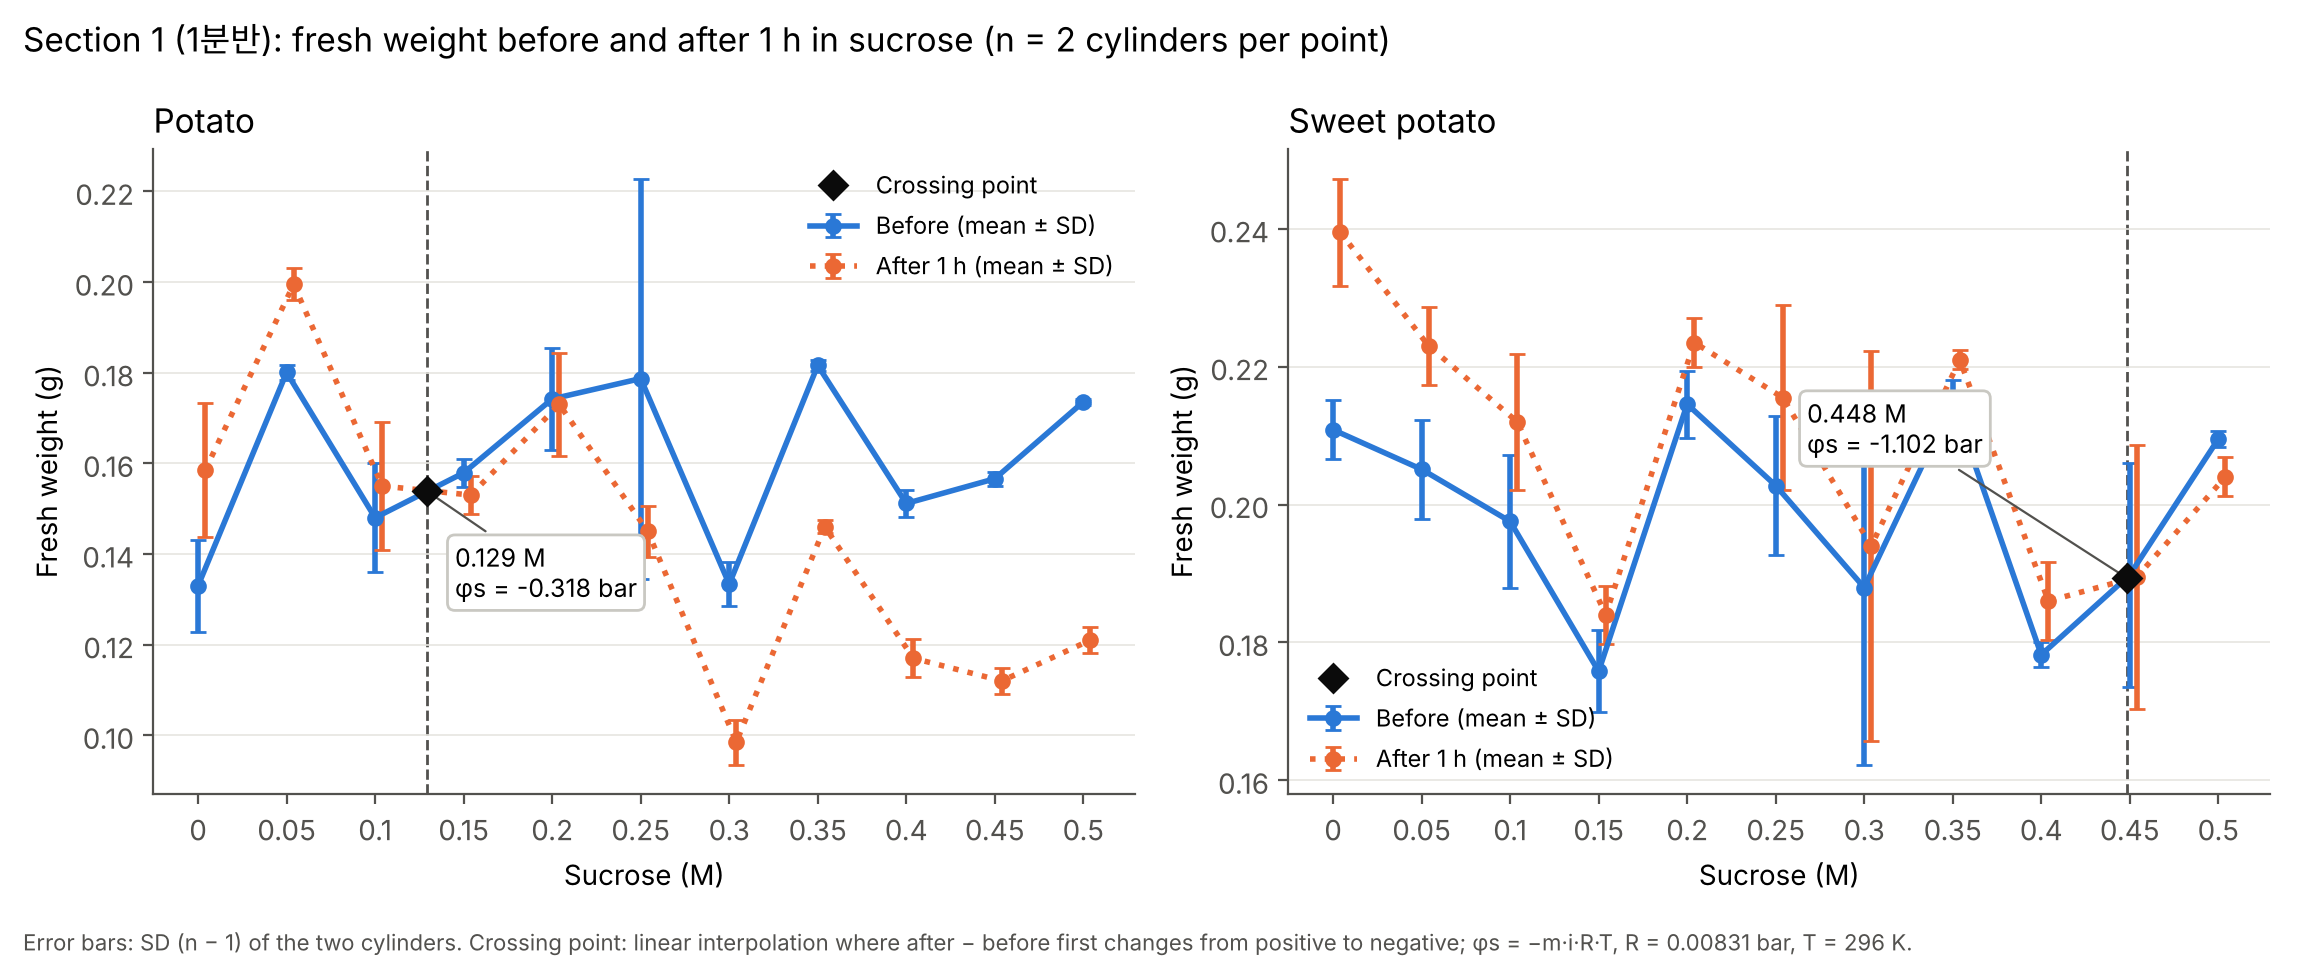 Section 1 (1분반): fresh weight before and after 1 h in sucrose (n = 2 cylinders per point)
Potato
Fresh weight (g)
0.22
0.20
0.18
0.16
0.14
0.12
0.10
Crossing point
Before (mean ± SD)
After 1 h (mean ± SD)
0.129 M
φs = -0.318 bar
0 0.05 0.1 0.15 0.2 0.25 0.3 0.35 0.4 0.45 0.5
Sucrose (M)
Sweet potato
Fresh weight (g)
0.24
0.22
0.20
0.18
0.16
0.448 M
φs = -1.102 bar
Crossing point
Before (mean ± SD)
After 1 h (mean ± SD)
0 0.05 0.1 0.15 0.2 0.25 0.3 0.35 0.4 0.45 0.5
Sucrose (M)
Error bars: SD (n − 1) of the two cylinders. Crossing point: linear interpolation where after − before first changes from positive to negative; φs = −m·i·R·T, R = 0.00831 bar, T = 296 K.